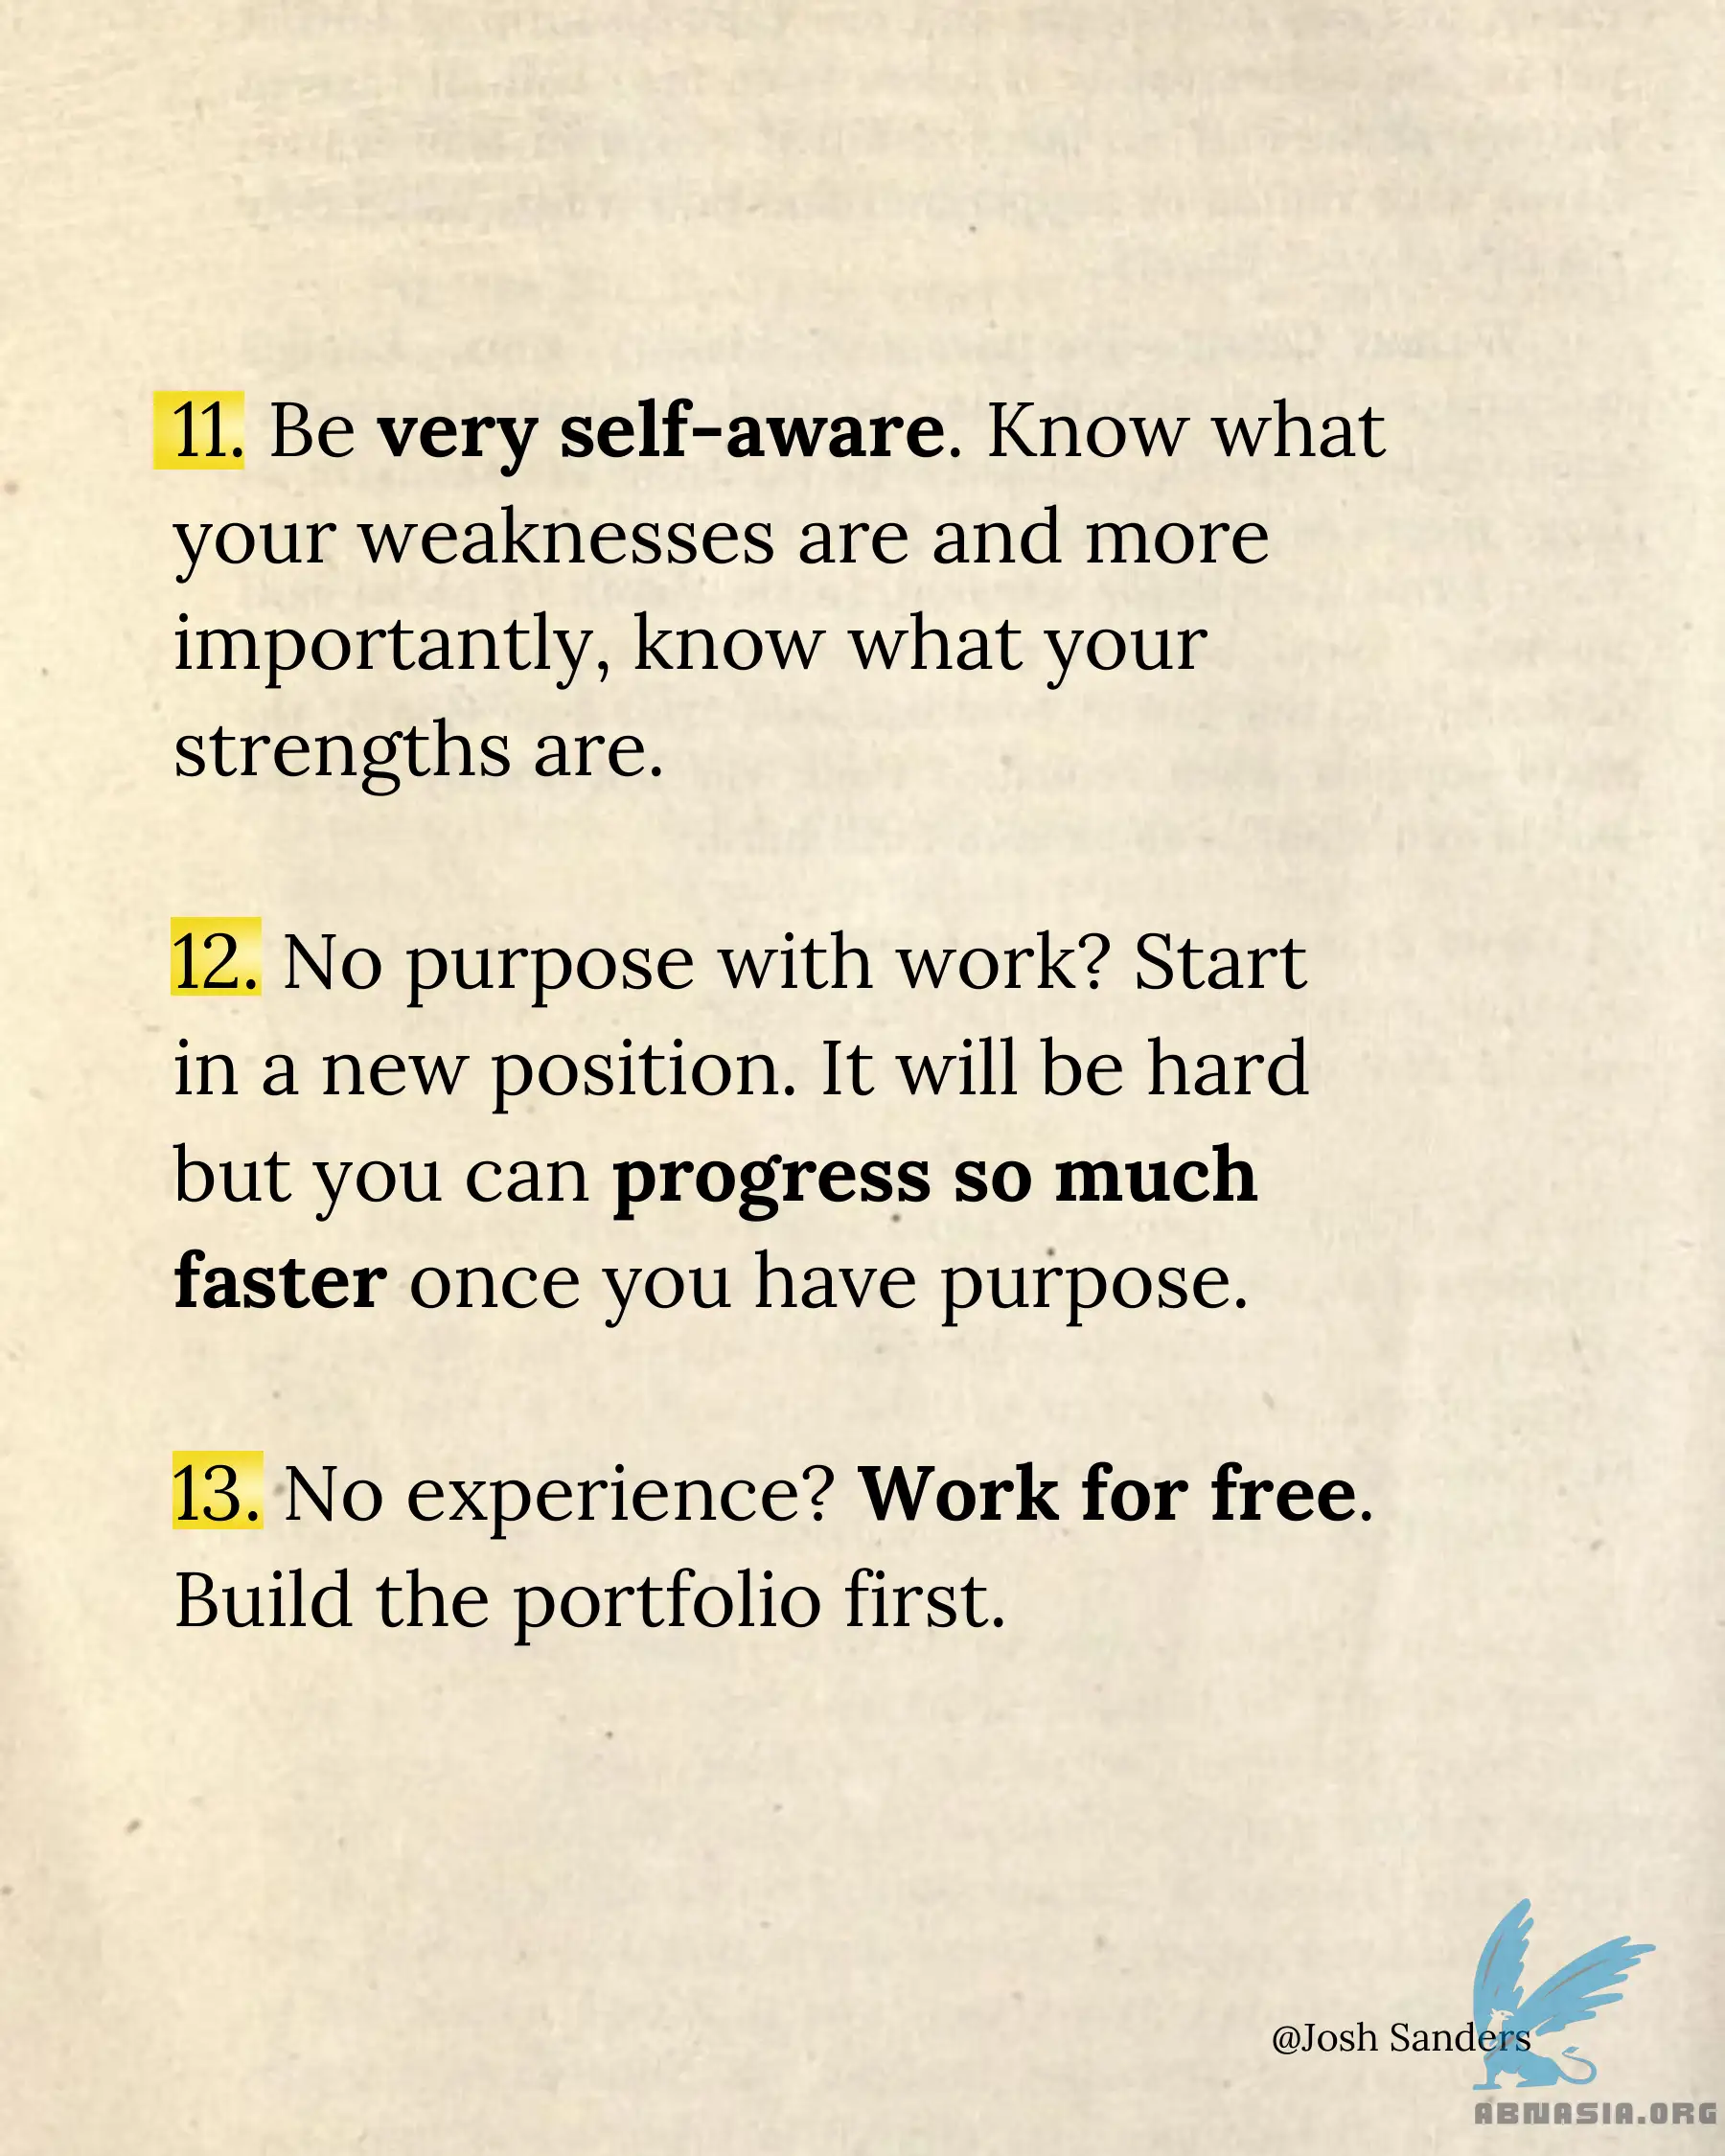 11. Be very self-aware. Know what
your weaknesses are and more
importantly, know what your
strengths are.
12. No purpose with work? Start
in a new position. It will be hard
but you can progress so much
faster once you have purpose.
13. No experience? Work for free.
Build the portfolio first.
@Josh Sanders
ABNASIA.ORG